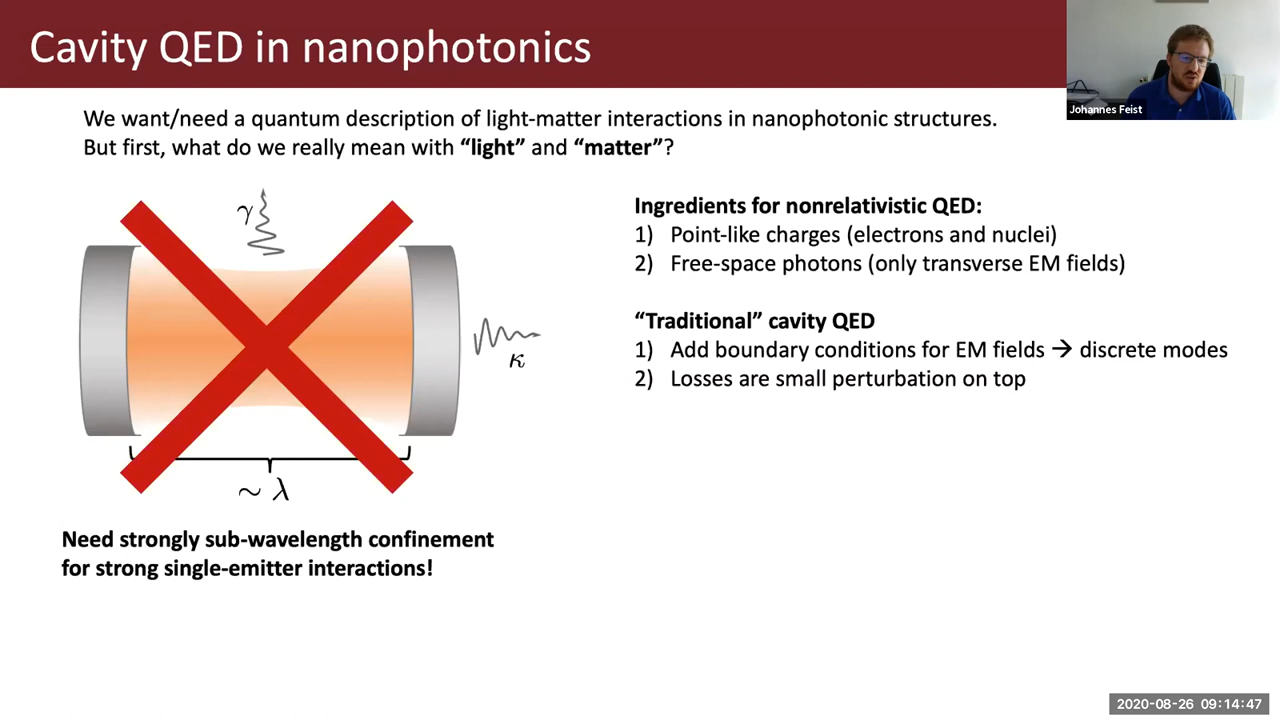 Cavity QED in nanophotonics
Johannes Feist
We want/need a quantum description of light-matter interactions in nanophotonic structures.
But first, what do we really mean with “light” and “matter”?
γ
κ
~ λ
Need strongly sub-wavelength confinement
for strong single-emitter interactions!
Ingredients for nonrelativistic QED:
1) Point-like charges (electrons and nuclei)
2) Free-space photons (only transverse EM fields)
“Traditional” cavity QED
1) Add boundary conditions for EM fields → discrete modes
2) Losses are small perturbation on top
2020-08-26 09:14:47